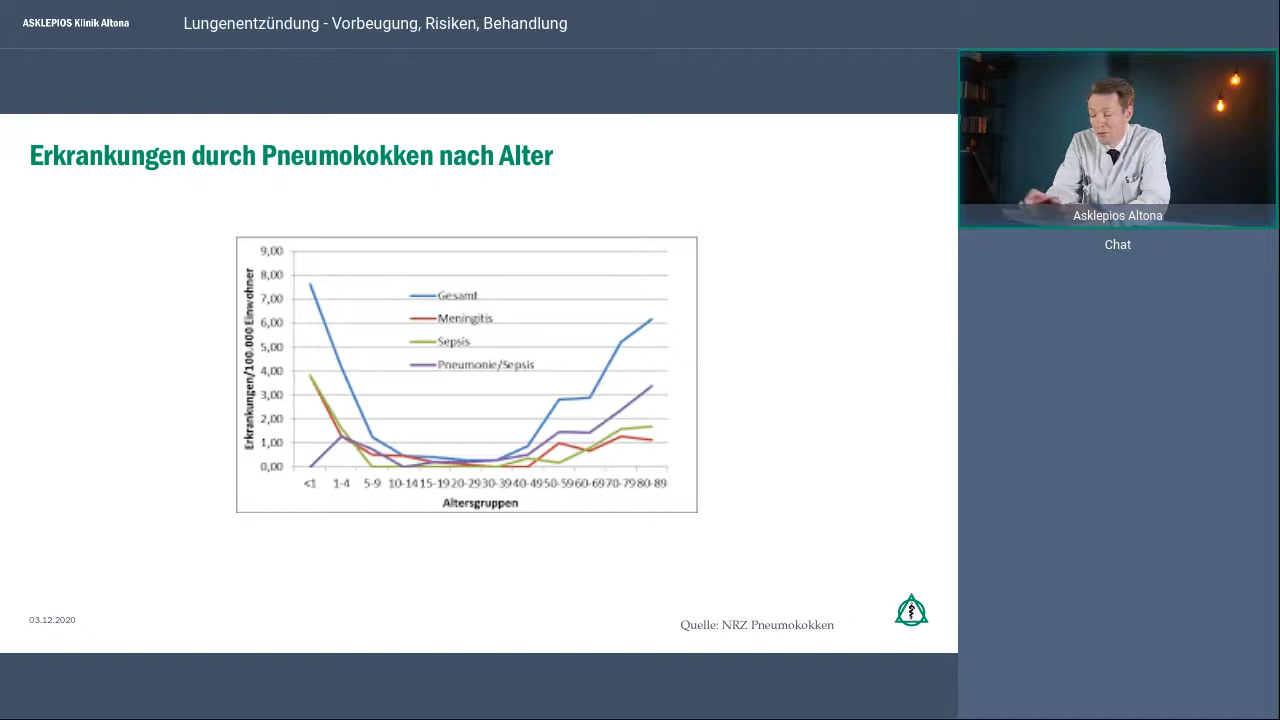 ASKLEPIOS Klinik Altona
Lungenentzündung - Vorbeugung, Risiken, Behandlung
Asklepios Altona
Chat
Erkrankungen durch Pneumokokken nach Alter
Erkrankungen/100.000 Einwohner
9,00
8,00
7,00
6,00
5,00
4,00
3,00
2,00
1,00
0,00
Gesamt
Meningitis
Sepsis
Pneumonie/Sepsis
<1 1-4 5-9 10-14 15-19 20-29 30-39 40-49 50-59 60-69 70-79 80-89
Altersgruppen
03.12.2020
Quelle: NRZ Pneumokokken